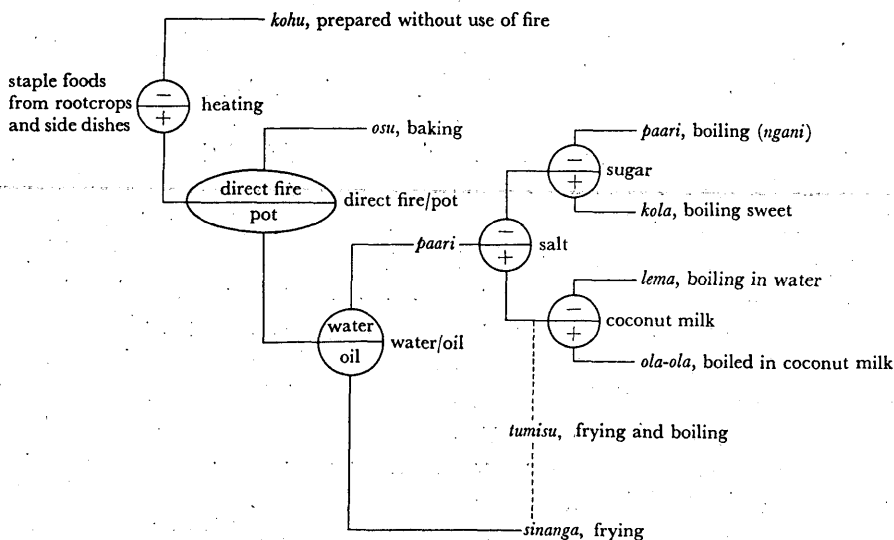 kohu, prepared without use of fire
staple foods
from rootcrops
and side dishes
−
+
heating
osu, baking
direct fire
pot
direct fire/pot
paari, boiling (ngani)
−
+
sugar
kola, boiling sweet
paari
−
+
salt
lema, boiling in water
−
+
coconut milk
ola-ola, boiled in coconut milk
water
oil
water/oil
tumisu, frying and boiling
sinanga, frying